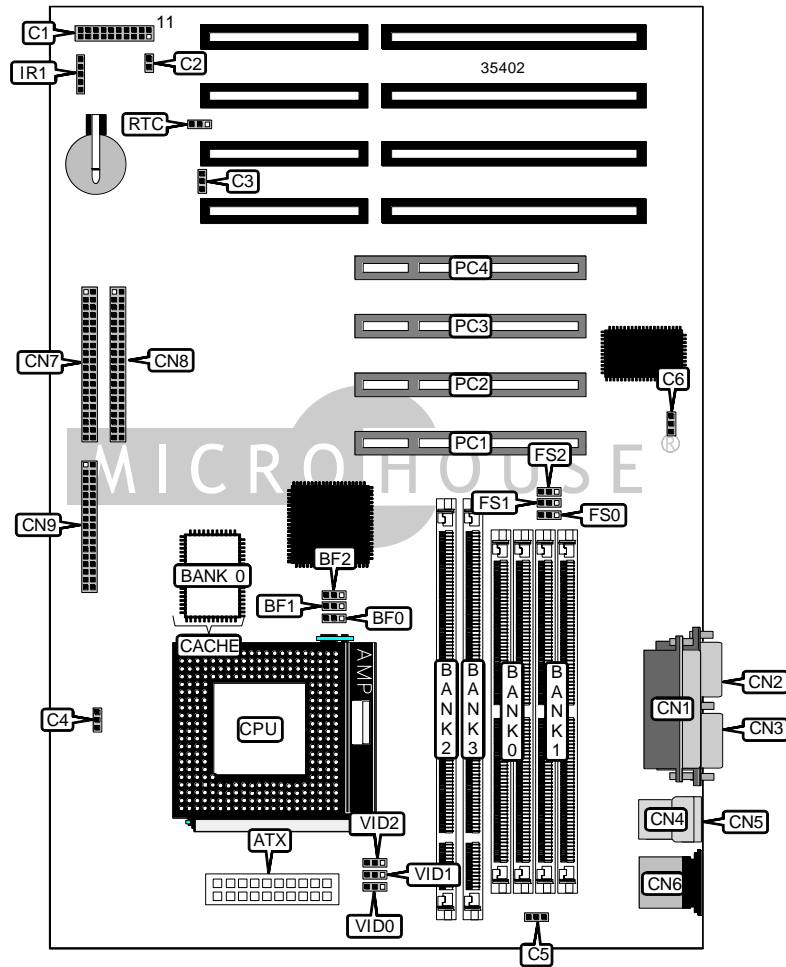 C1
11
C2
IR1
35402
RTC
C3
PC4
PC3
CN7
CN8
C6
PC2
PC1
MICROHOUSE®
FS2
FS1
FS0
CN9
BANK 0
BF2
BF1
BF0
CACHE
AMP
BANK2
BANK3
BANK0
BANK1
CN2
CN1
C4
CPU
CN3
CN4
CN5
VID2
ATX
VID1
CN6
VID0
C5